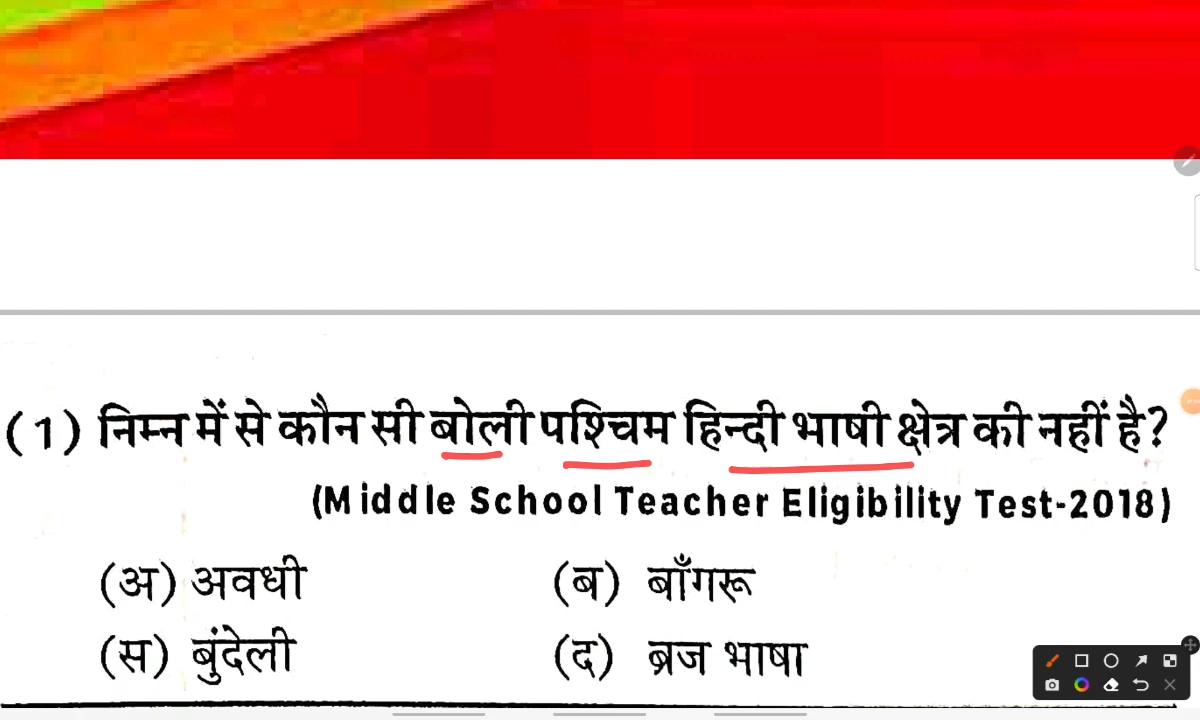 (1) निम्न में से कौन सी बोली पश्चिम हिन्दी भाषी क्षेत्र की नहीं है?
(Middle School Teacher Eligibility Test-2018)
(अ) अवधी (ब) बाँगरू
(स) बुंदेली (द) ब्रज भाषा